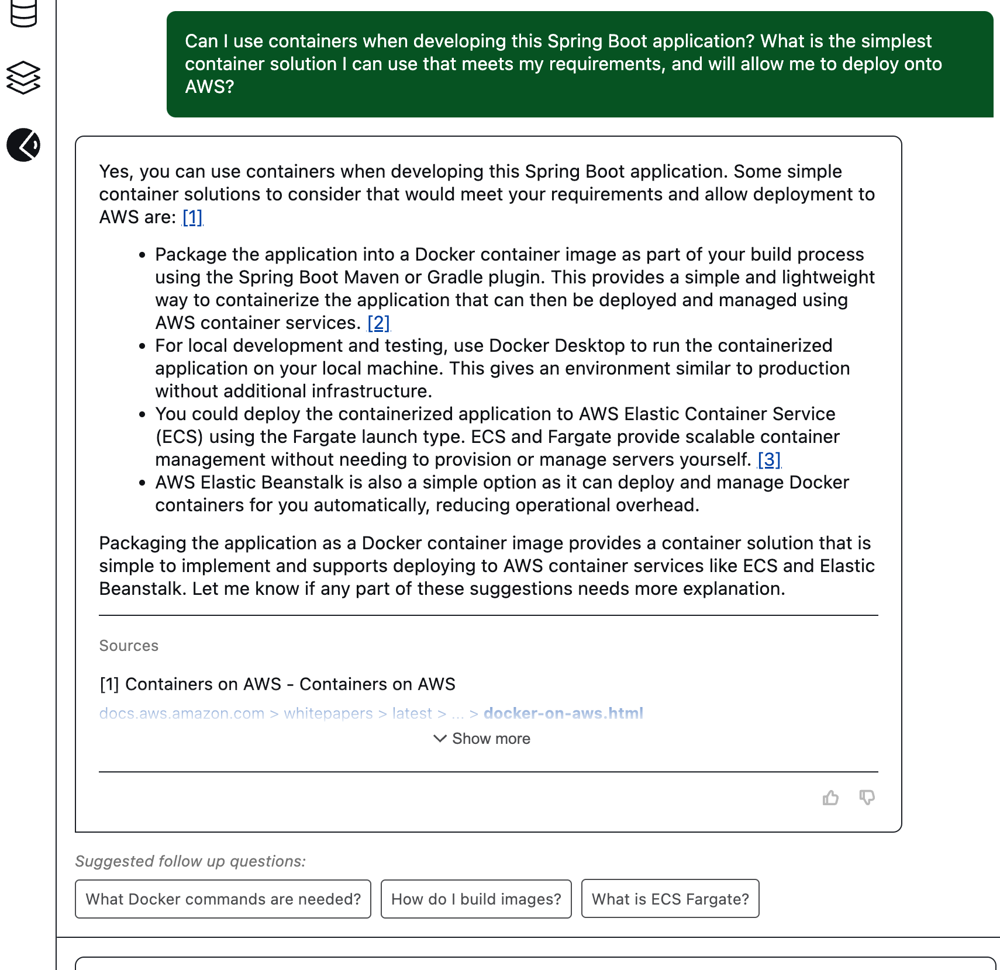 Can I use containers when developing this Spring Boot application? What is the simplest
container solution I can use that meets my requirements, and will allow me to deploy onto
AWS?
Yes, you can use containers when developing this Spring Boot application. Some simple
container solutions to consider that would meet your requirements and allow deployment to
AWS are: [1]
• Package the application into a Docker container image as part of your build process
using the Spring Boot Maven or Gradle plugin. This provides a simple and lightweight
way to containerize the application that can then be deployed and managed using
AWS container services. [2]
• For local development and testing, use Docker Desktop to run the containerized
application on your local machine. This gives an environment similar to production
without additional infrastructure.
• You could deploy the containerized application to AWS Elastic Container Service
(ECS) using the Fargate launch type. ECS and Fargate provide scalable container
management without needing to provision or manage servers yourself. [3]
• AWS Elastic Beanstalk is also a simple option as it can deploy and manage Docker
containers for you automatically, reducing operational overhead.
Packaging the application as a Docker container image provides a container solution that is
simple to implement and supports deploying to AWS container services like ECS and Elastic
Beanstalk. Let me know if any part of these suggestions needs more explanation.
Sources
[1] Containers on AWS - Containers on AWS
docs.aws.amazon.com > whitepapers > latest > ... > docker-on-aws.html
Show more
Suggested follow up questions:
What Docker commands are needed?
How do I build images?
What is ECS Fargate?